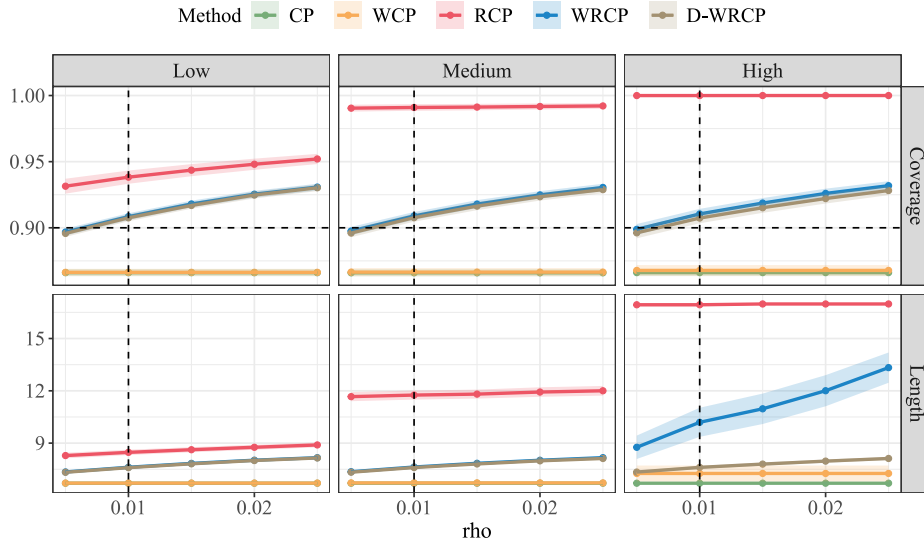 Method CP WCP RCP WRCP D-WRCP
Low Medium High
1.00
0.95
0.90
Coverage
15
12
9
Length
0.01 0.02 0.01 0.02 0.01 0.02
rho